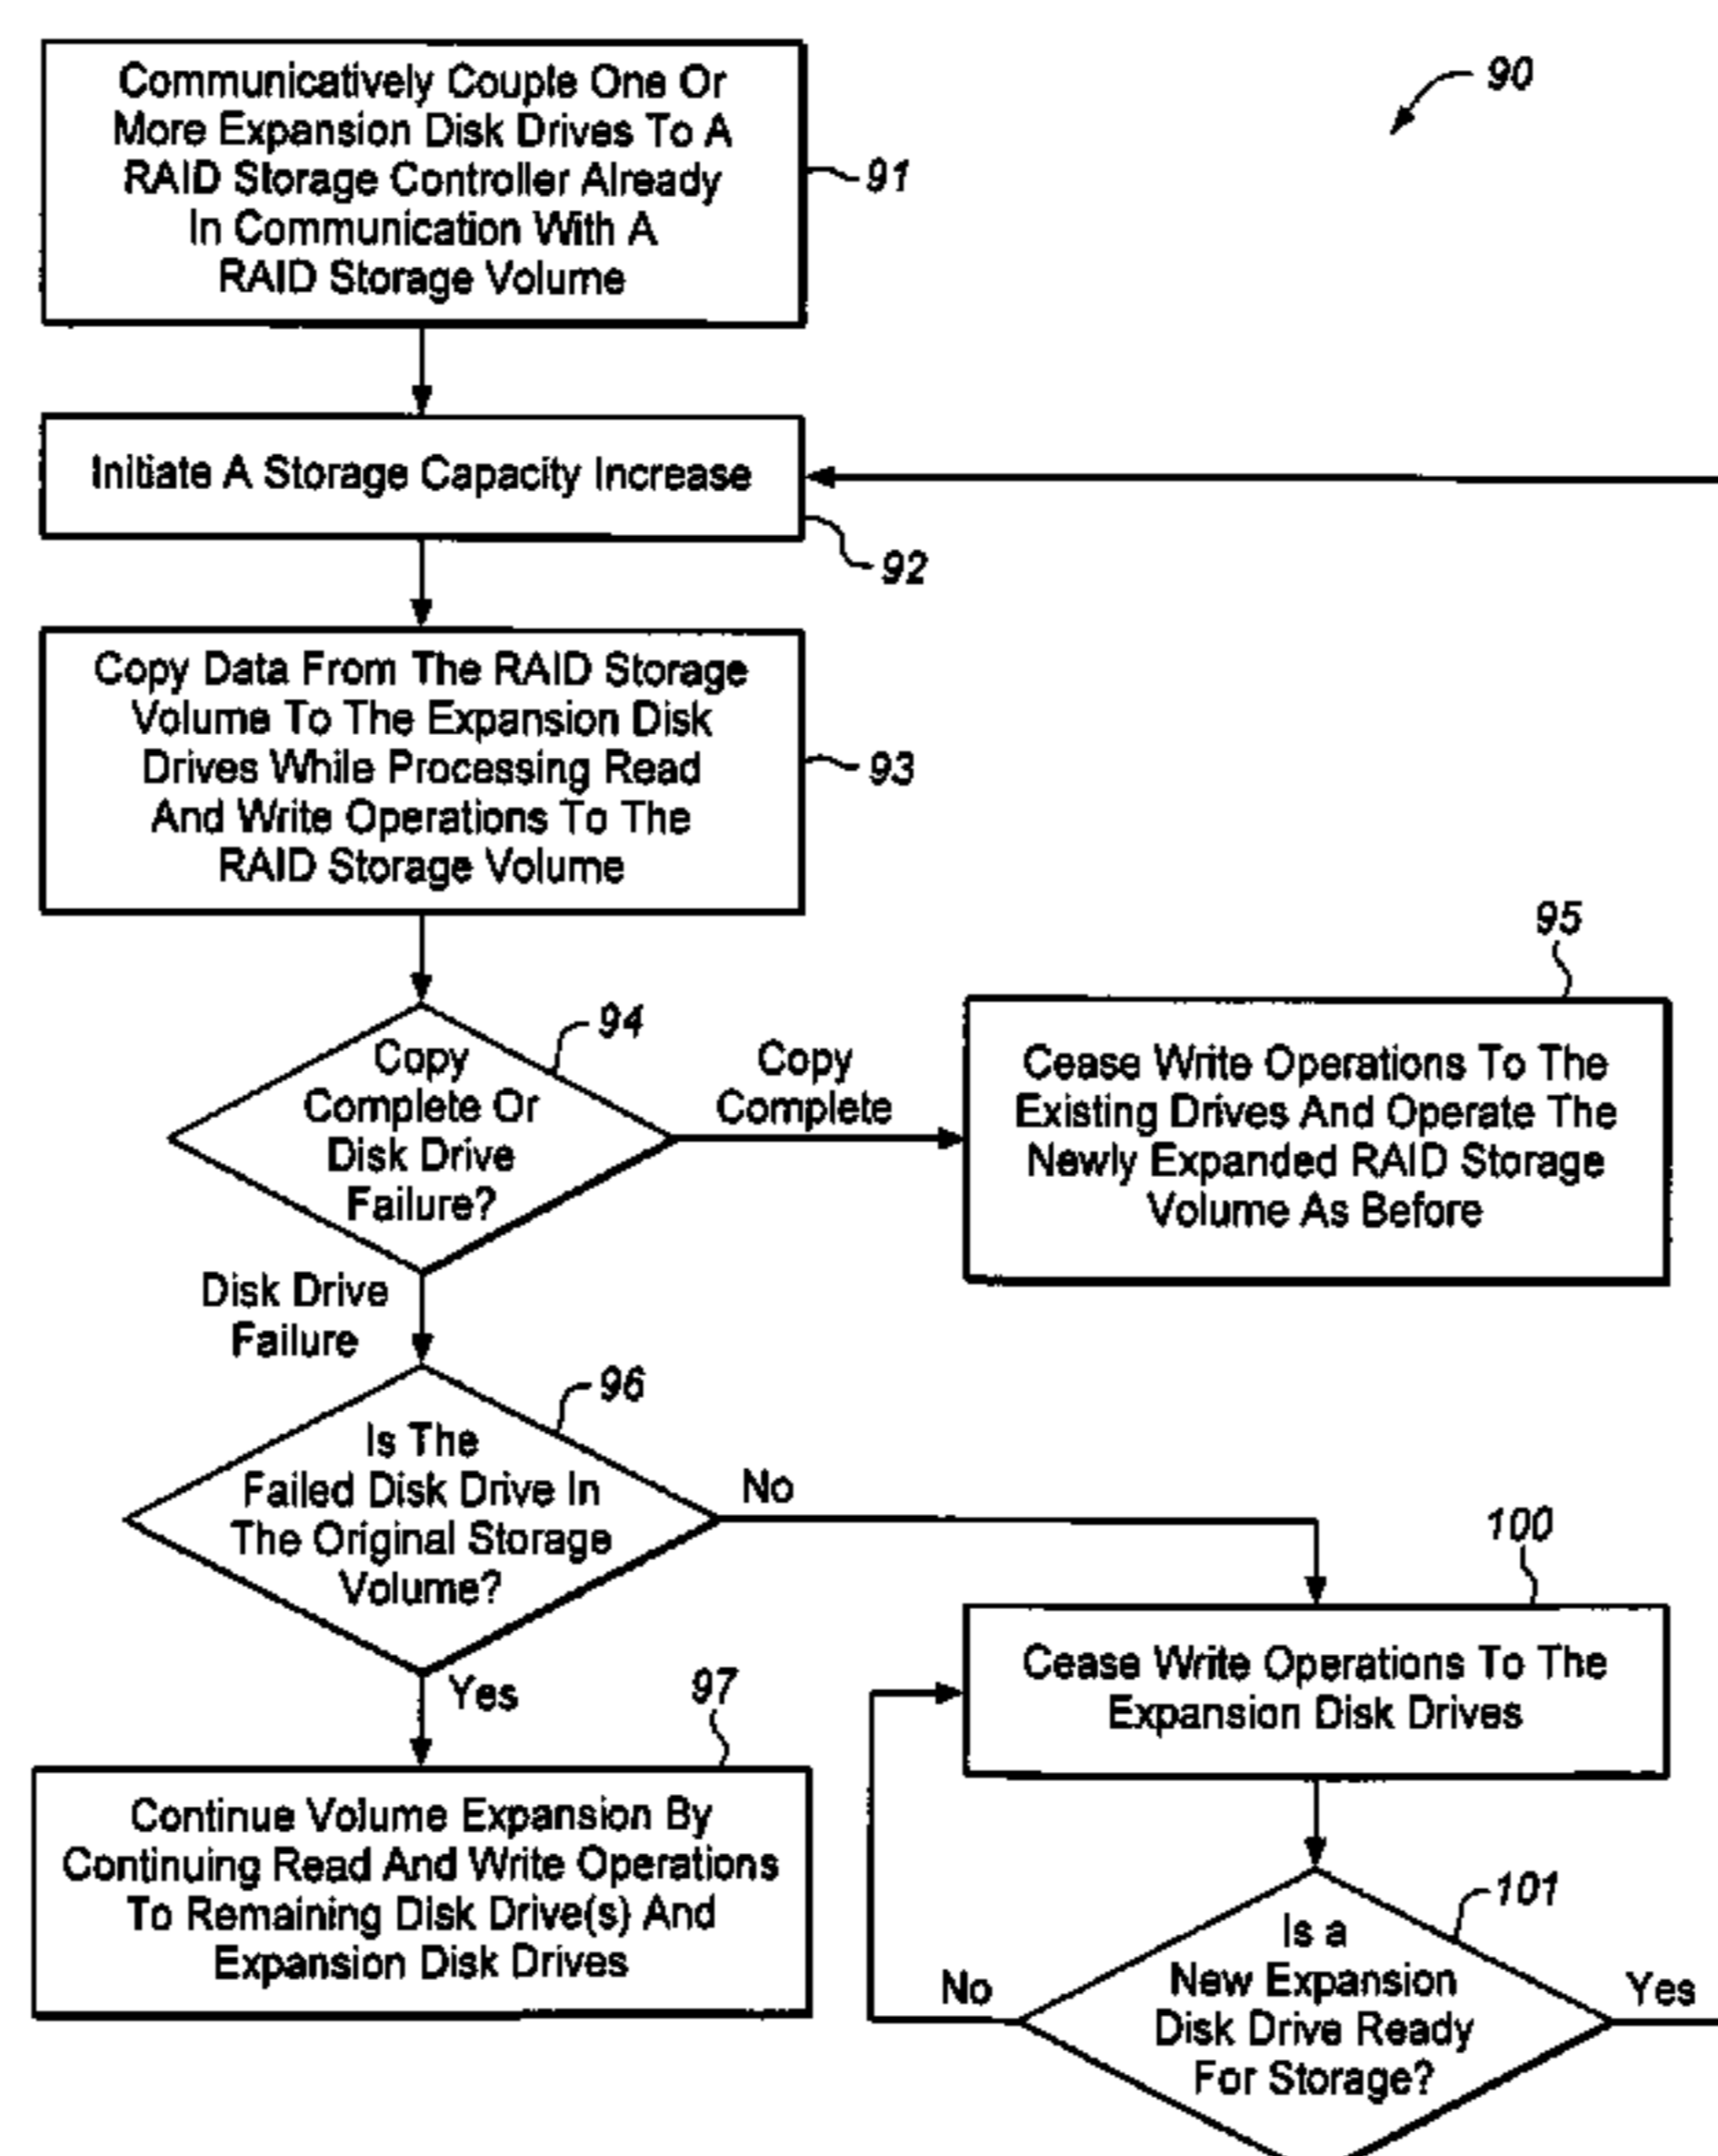 90
Communicatively Couple One Or
More Expansion Disk Drives To A
RAID Storage Controller Already
In Communication With A
RAID Storage Volume
91
Initiate A Storage Capacity Increase
92
Copy Data From The RAID Storage
Volume To The Expansion Disk
Drives While Processing Read
And Write Operations To The
RAID Storage Volume
93
94
Copy
Complete Or
Disk Drive
Failure?
Copy
Complete
95
Cease Write Operations To The
Existing Drives And Operate The
Newly Expanded RAID Storage
Volume As Before
Disk Drive
Failure
96
Is The
Failed Disk Drive In
The Original Storage
Volume?
No
Yes
97
Continue Volume Expansion By
Continuing Read And Write Operations
To Remaining Disk Drive(s) And
Expansion Disk Drives
100
Cease Write Operations To The
Expansion Disk Drives
101
Is a
New Expansion
Disk Drive Ready
For Storage?
No
Yes